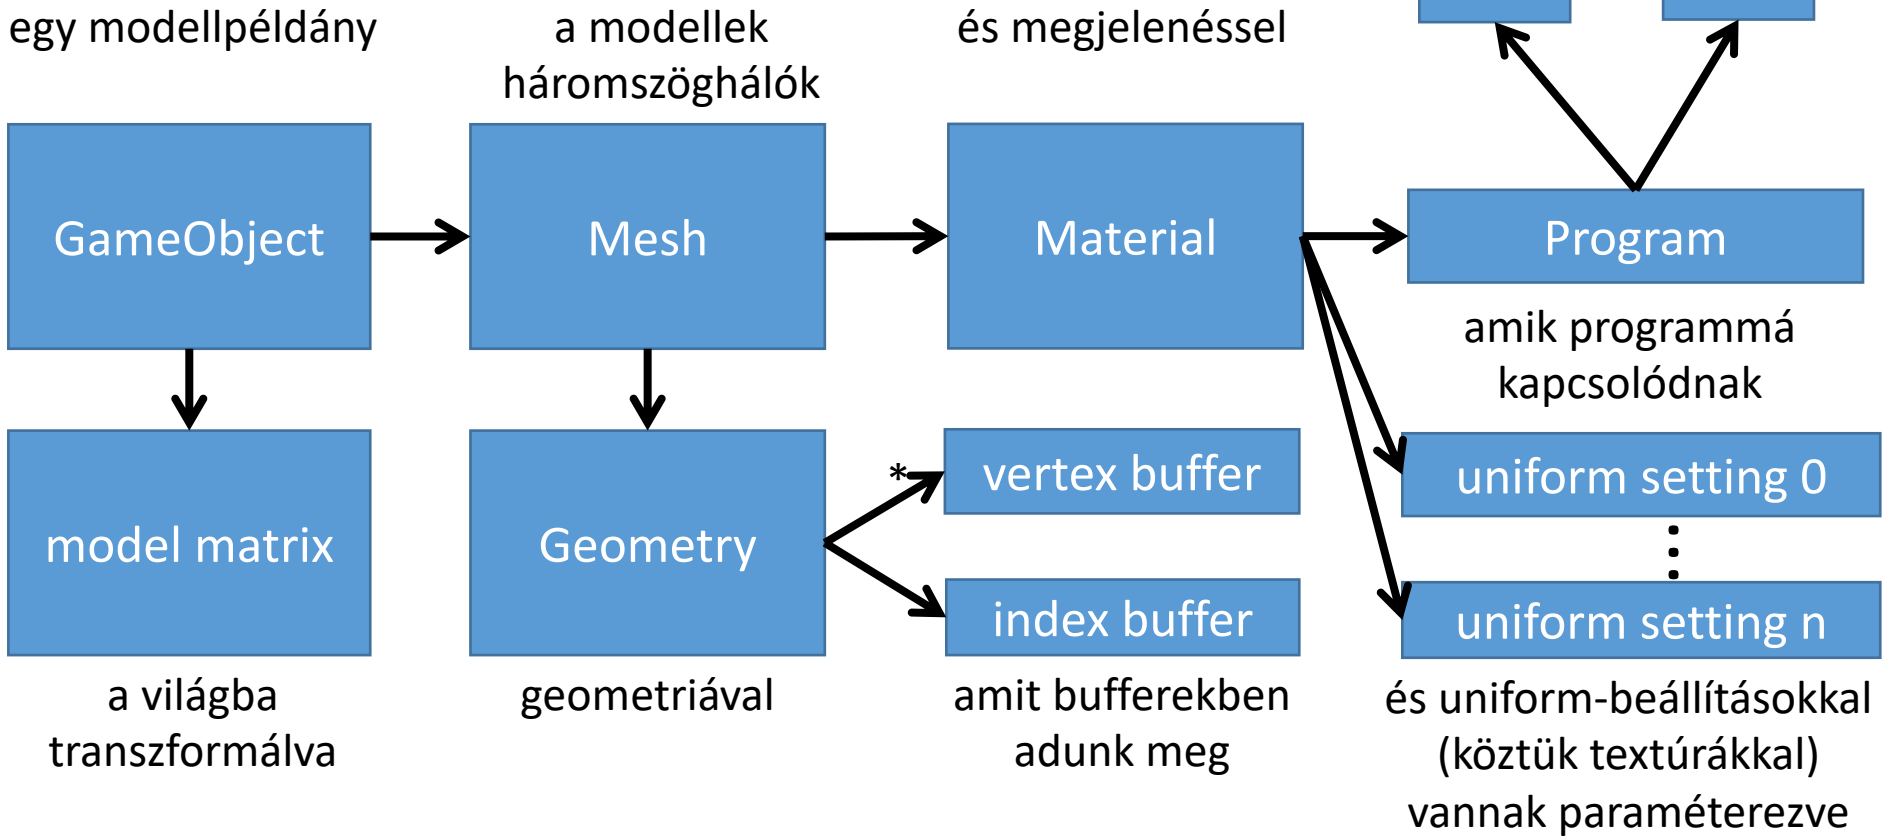 egy modellpéldány
a modellek
háromszöghálók
és megjelenéssel
GameObject
Mesh
Material
Program
amik programmá
kapcsolódnak
model matrix
Geometry
*
vertex buffer
index buffer
uniform setting 0
⋮
uniform setting n
a világba
transzformálva
geometriával
amit bufferekben
adunk meg
és uniform-beállításokkal
(köztük textúrákkal)
vannak paraméterezve